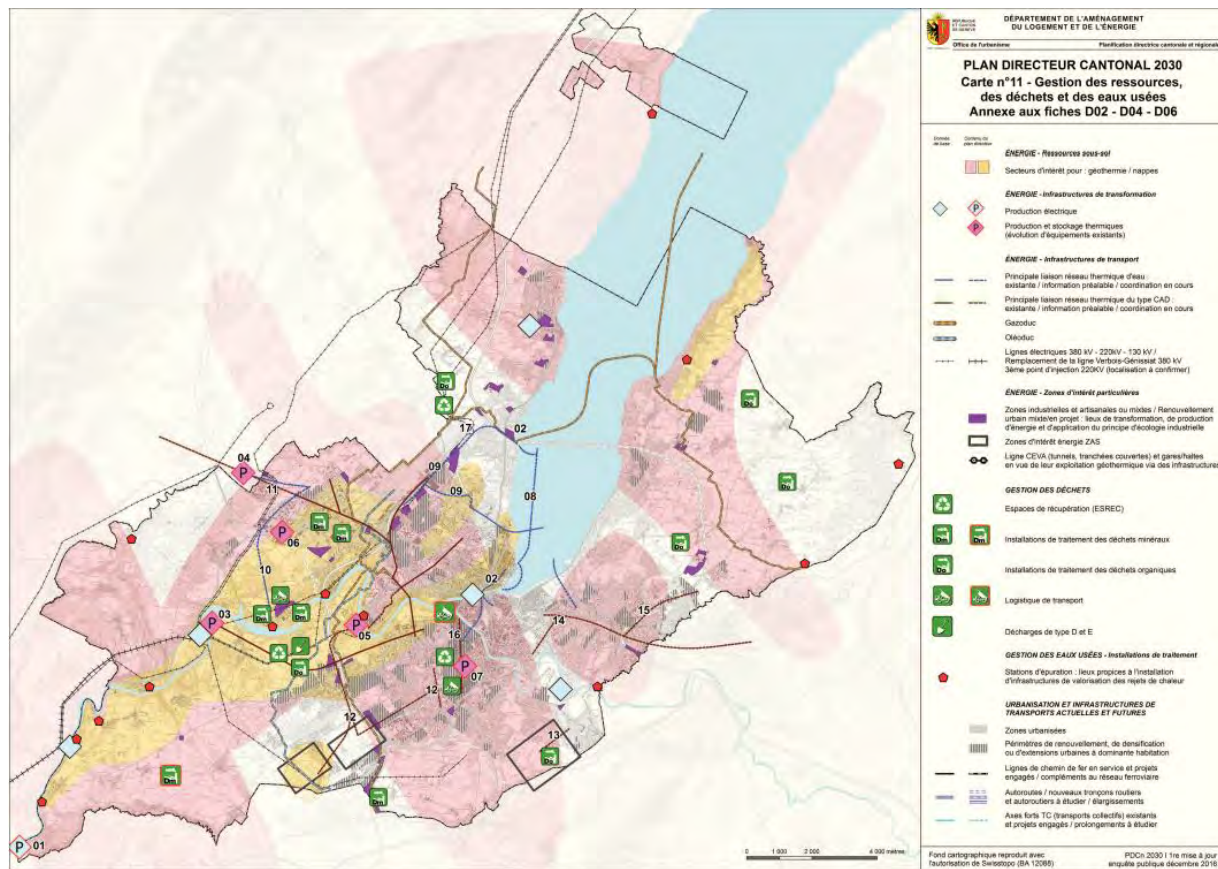 RÉPUBLIQUE
ET CANTON
DE GENÈVE
DÉPARTEMENT DE L'AMÉNAGEMENT
DU LOGEMENT ET DE L'ÉNERGIE
Office de l'urbanisme
Planification directrice cantonale et régionale
PLAN DIRECTEUR CANTONAL 2030
Carte n°11 - Gestion des ressources,
des déchets et des eaux usées
Annexe aux fiches D02 - D04 - D06
Donnée de base
Contenu du plan directeur
ÉNERGIE - Ressources sous-sol
Secteurs d'intérêt pour : géothermie / nappes
ÉNERGIE - Infrastructures de transformation
Production électrique
P
Production et stockage thermiques
(évolution d'équipements existants)
P
ÉNERGIE - Infrastructures de transport
Principale liaison réseau thermique d'eau :
existante / information préalable / coordination en cours
Principale liaison réseau thermique du type CAD :
existante / information préalable / coordination en cours
Gazoduc
Oléoduc
Lignes électriques 380 kV - 220kV - 130 kV /
Remplacement de la ligne Verbois-Génissiat 380 kV
3ème point d'injection 220KV (localisation à confirmer)
ÉNERGIE - Zones d'intérêt particulières
Zones industrielles et artisanales ou mixtes / Renouvellement
urbain mixte/en projet : lieux de transformation, de production
d'énergie et d'application du principe d'écologie industrielle
Zones d'intérêt énergie ZAS
Ligne CEVA (tunnels, tranchées couvertes) et gares/haltes
en vue de leur exploitation géothermique via des infrastructures
GESTION DES DÉCHETS
Espaces de récupération (ESREC)
Dm
Dm
Installations de traitement des déchets minéraux
Do
Installations de traitement des déchets organiques
Logistique de transport
Décharges de type D et E
GESTION DES EAUX USÉES - Installations de traitement
Stations d'épuration : lieux propices à l'installation
d'infrastructures de valorisation des rejets de chaleur
URBANISATION ET INFRASTRUCTURES DE
TRANSPORTS ACTUELLES ET FUTURES
Zones urbanisées
Périmètres de renouvellement, de densification
ou d'extensions urbaines à dominante habitation
Lignes de chemin de fer en service et projets
engagés / compléments au réseau ferroviaire
Autoroutes / nouveaux tronçons routiers
et autoroutiers à étudier / élargissements
Axes forts TC (transports collectifs) existants
et projets engagés / prolongements à étudier
Fond cartographique reproduit avec
l'autorisation de Swisstopo (BA 12088)
PDCn 2030 I 1re mise à jour
enquête publique décembre 2016
Do
17
02
Do
04
P
09
11
09
08
Do
Dm
Dm
P
06
Do
10
02
03
P
Dm
Dm
P
05
16
15
14
Do
P
07
12
12
13
Do
Dm
Do
P
01
0 1 000 2 000 4 000 mètres